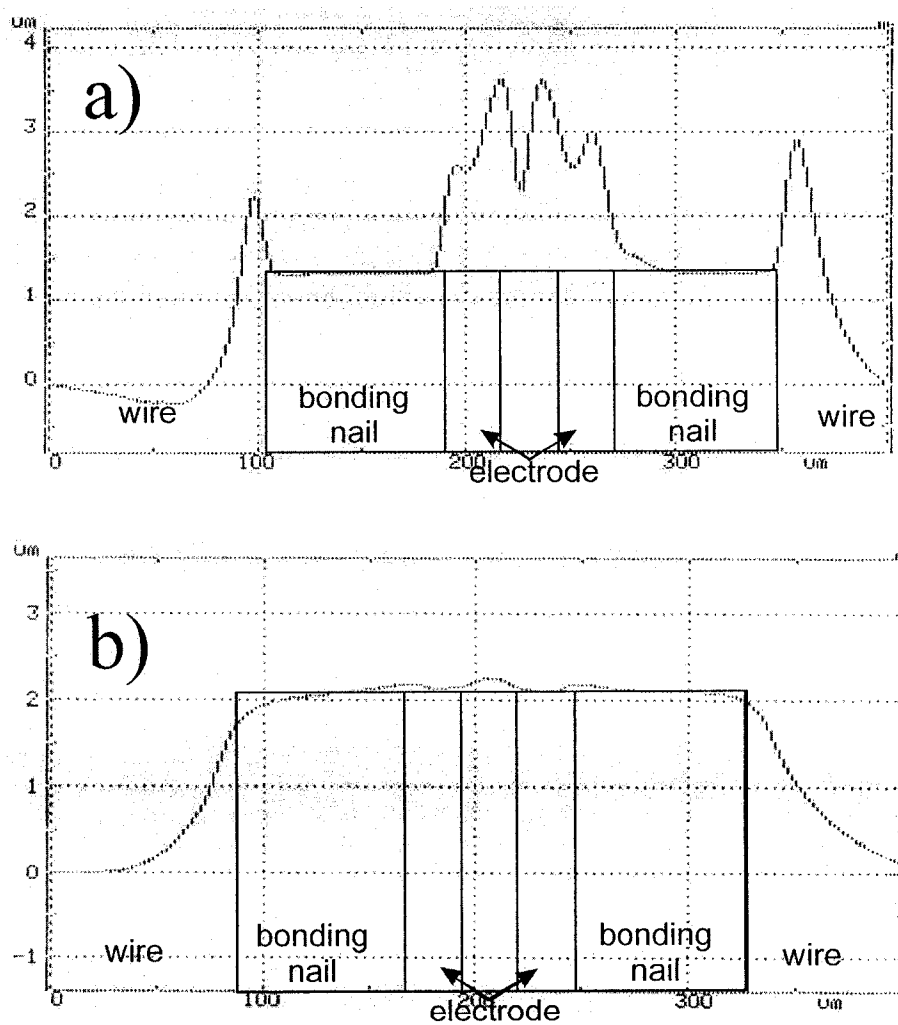 um
4
a)
3
2
1
0
wire
bonding
nail
bonding
nail
wire
0
100
200
300
um
electrode
um
3
b)
2
1
0
-1
wire
bonding
nail
bonding
nail
wire
0
100
200
300
um
electrode